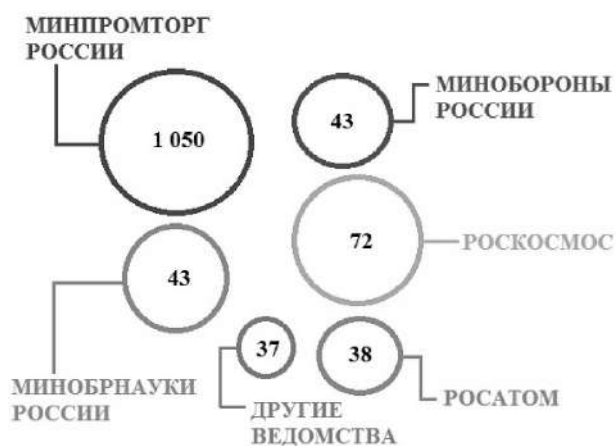 МИНПРОМТОРГ
РОССИИ
1 050
43
МИНОБОРОНЫ
РОССИИ
72
РОСКОСМОС
43
МИНОБРНАУКИ
РОССИИ
37
ДРУГИЕ
ВЕДОМСТВА
38
РОСАТОМ